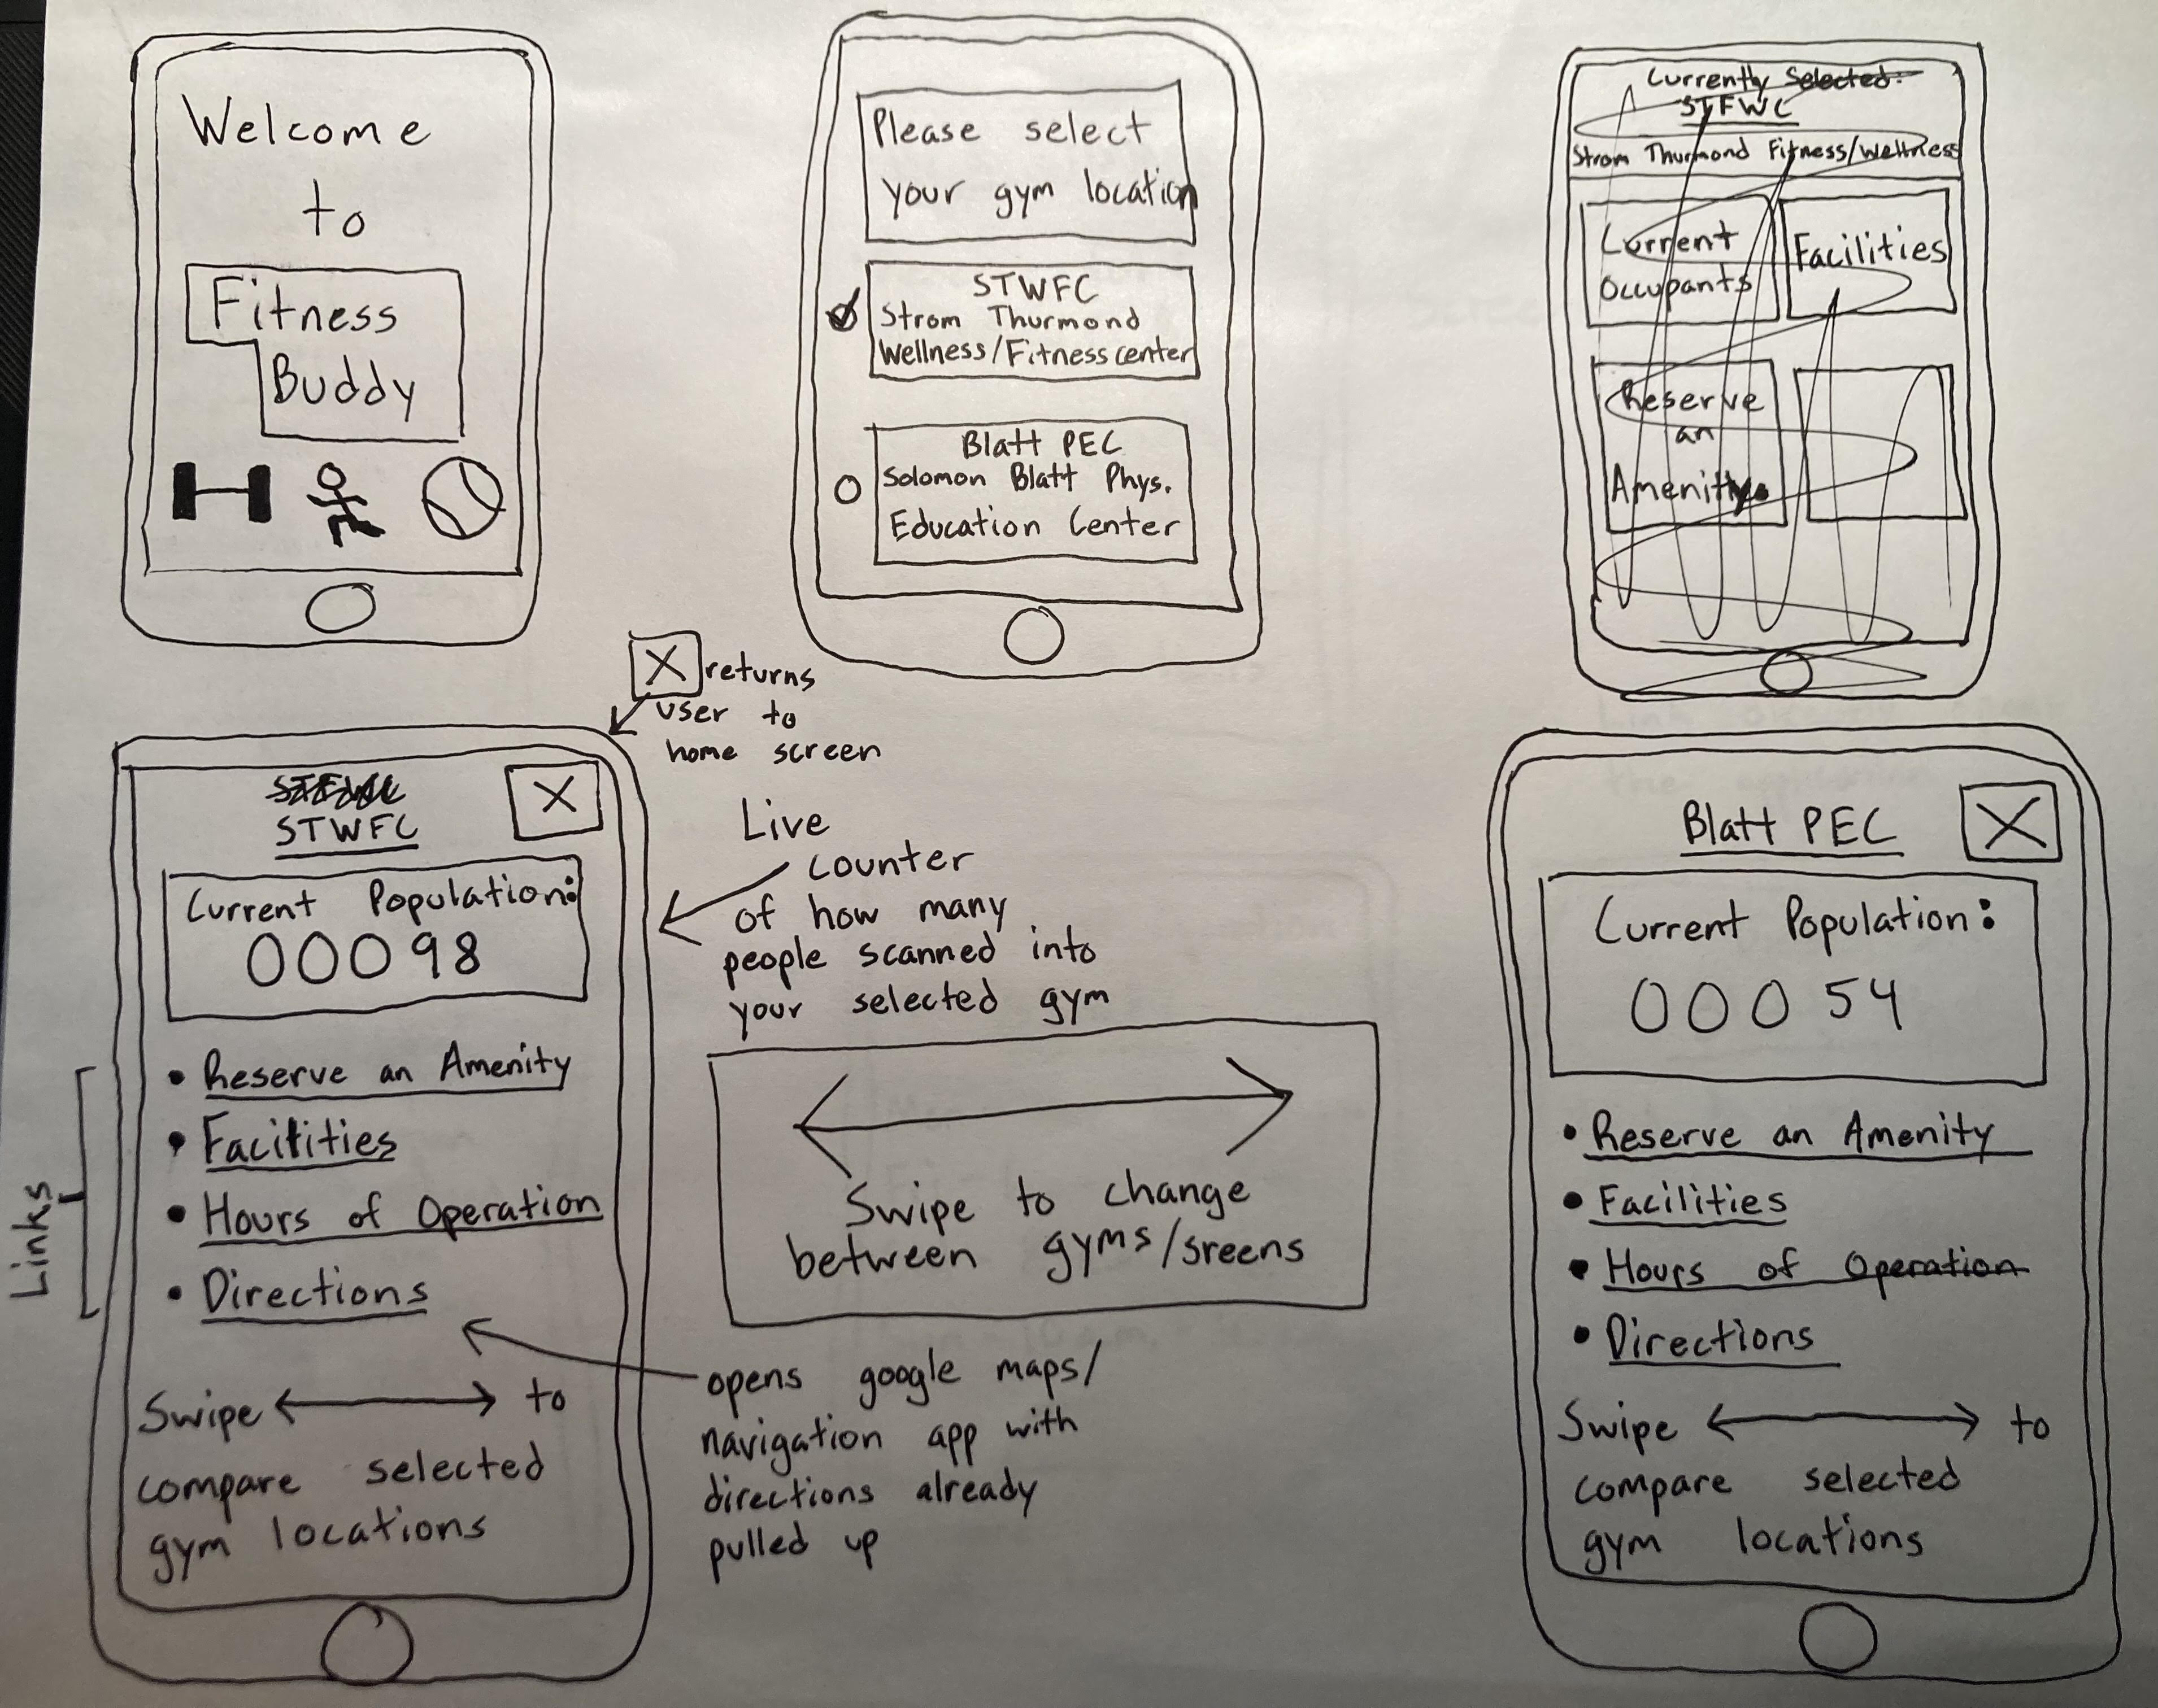 Welcome
to
Fitness
Buddy
Please select
your gym location
STWFC
Strom Thurmond
Wellness/Fitness center
Blatt PEC
Solomon Blatt Phys.
Education Center
Currently Selected:
STFWC
Strom Thurmond Fitness/Wellness
Current
Occupants
Facilities
Reserve
an
Amenity
X returns
user to
home screen
STWFC
X
Current Population:
00098
• Reserve an Amenity
• Facilities
• Hours of Operation
• Directions
Links
Swipe ↔ to
compare selected
gym locations
Live
counter
of how many
people scanned into
your selected gym
Swipe to change
between gyms/sreens
opens google maps/
navigation app with
directions already
pulled up
Blatt PEC
X
Current Population:
00054
• Reserve an Amenity
• Facilities
• Hours of Operation
• Directions
Swipe ↔ to
compare selected
gym locations